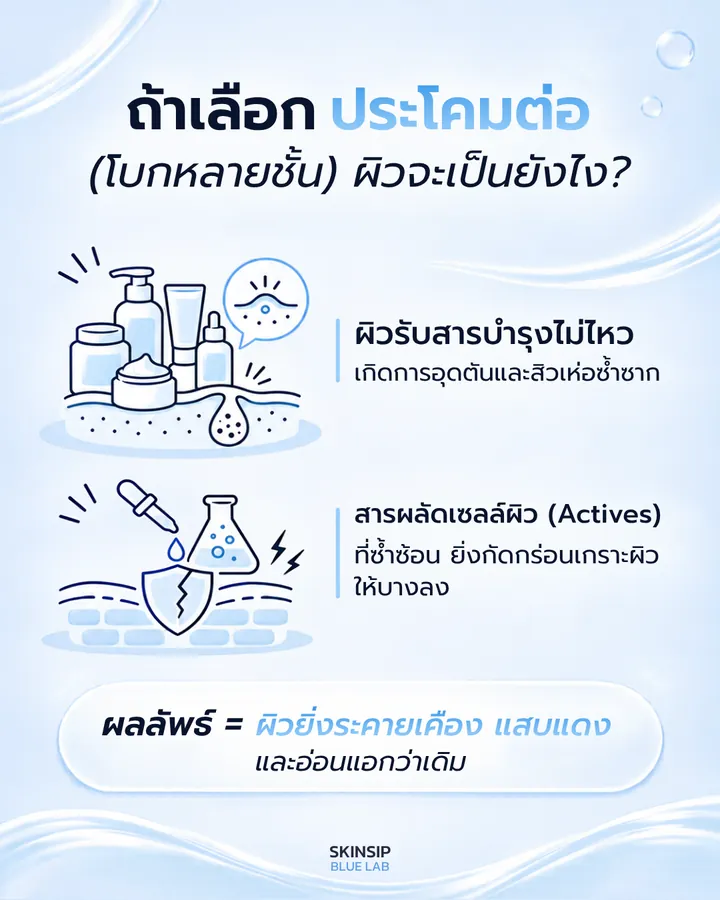 ถ้าเลือก ประโคมต่อ
(โบกหลายชั้น) ผิวจะเป็นยังไง?
ผิวรับสารบำรุงไม่ไหว
เกิดการอุดตันและสิวเห่อซ้ำซาก
สารผลัดเซลล์ผิว (Actives)
ที่ซ้ำซ้อน ยิ่งกัดกร่อนเกราะผิว
ให้บางลง
ผลลัพธ์ = ผิวยิ่งระคายเคือง แสบแดง
และอ่อนแอกว่าเดิม
SKINSIP
BLUE LAB